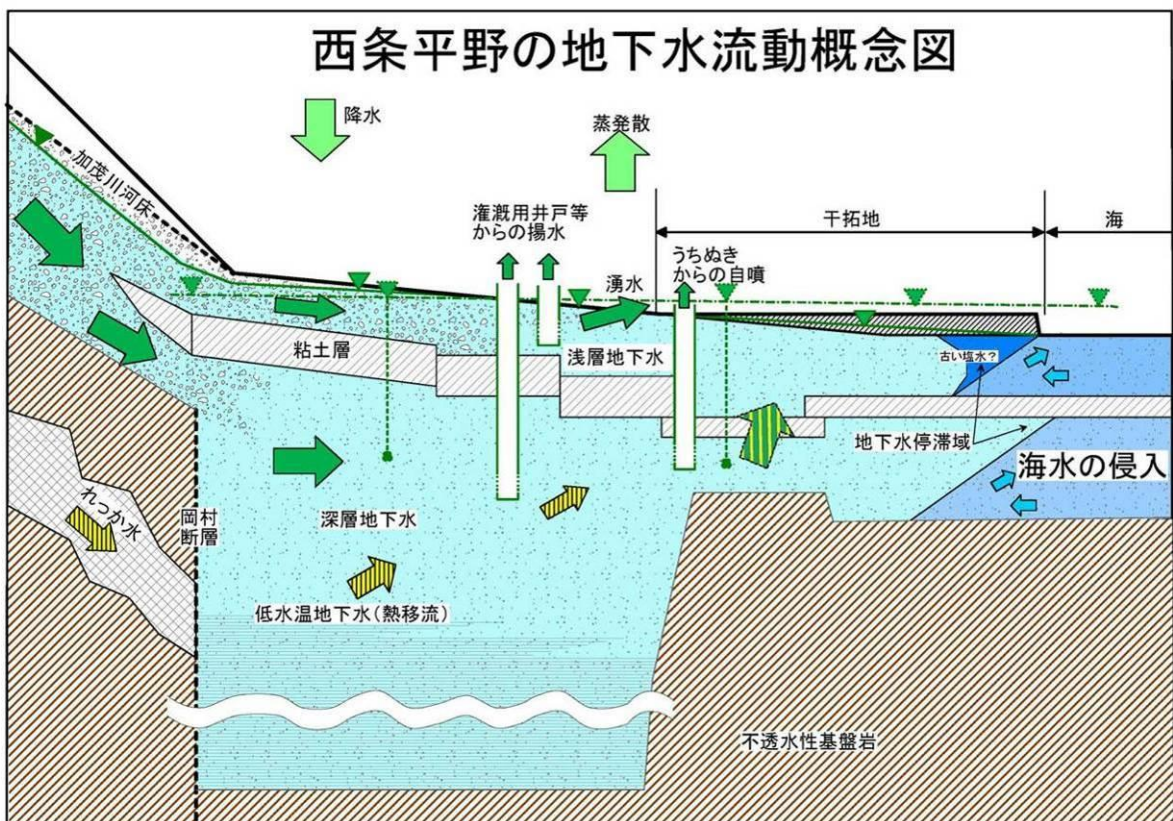 西条平野の地下水流動概念図
降水
蒸発散
加茂川河床
灌漑用井戸等
からの揚水
干拓地
海
うちぬき
からの自噴
湧水
粘土層
浅層地下水
古い塩水？
地下水停滞域
海水の侵入
れっか水
岡村
断層
深層地下水
低水温地下水(熱移流)
不透水性基盤岩